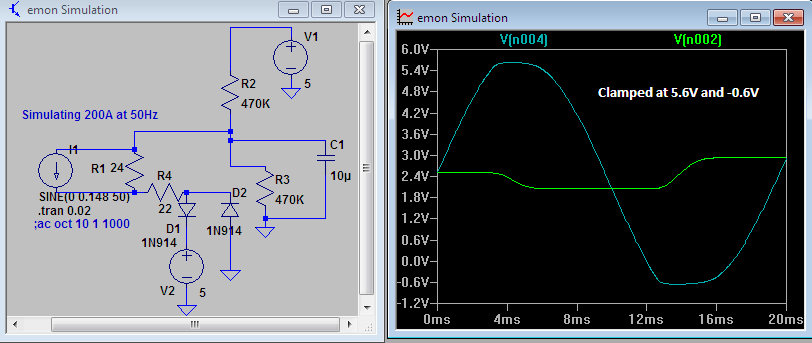 emon Simulation
V1
5
R2
470K
Simulating 200A at 50Hz
I1
R1 24
C1
10µ
R4
22
D2
R3
470K
SINE(0 0.148 50)
.tran 0.02
;ac oct 10 1 1000
D1
1N914
1N914
V2
5
emon Simulation
V(n004) V(n002)
6.0V
5.4V
4.8V
4.2V
3.6V
3.0V
2.4V
1.8V
1.2V
0.6V
0.0V
-0.6V
-1.2V
Clamped at 5.6V and -0.6V
0ms 4ms 8ms 12ms 16ms 20ms